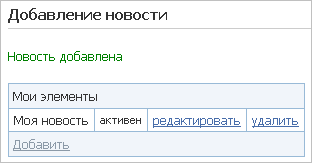 Добавление новости
Новость добавлена
Мои элементы
Моя новость активен редактировать удалить
Добавить